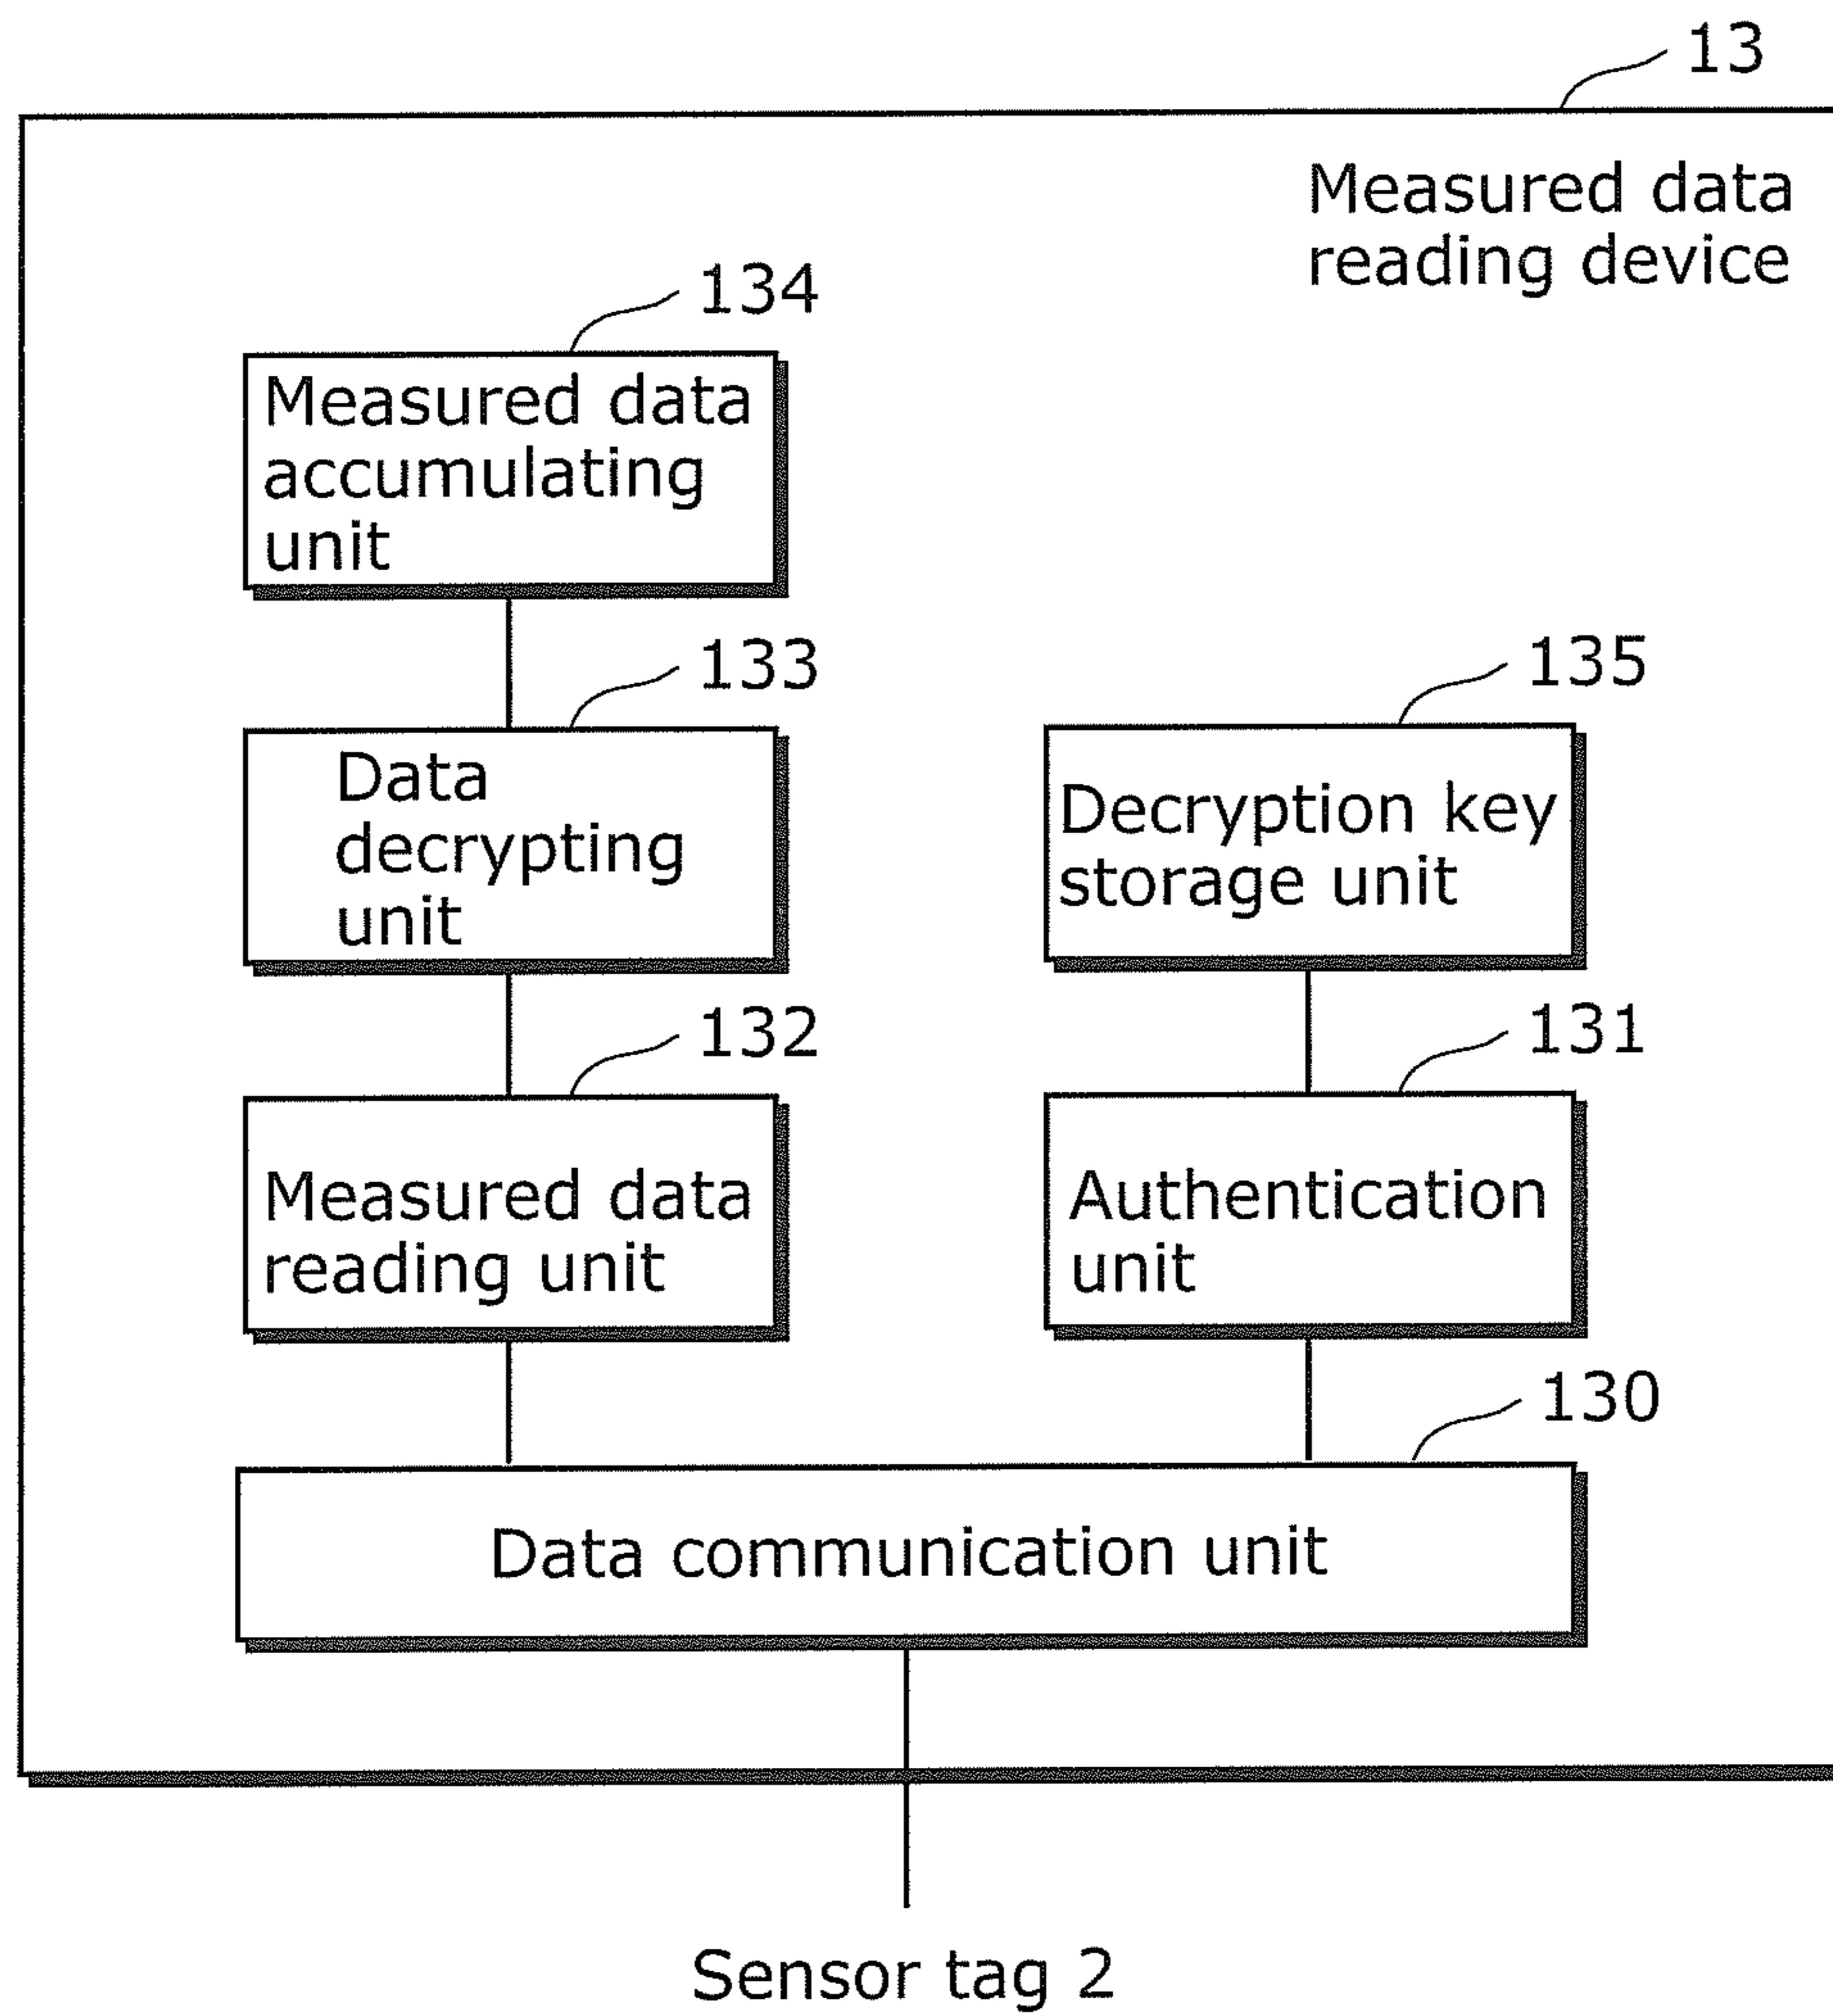 13
Measured data
reading device
134
Measured data
accumulating
unit
133
Data
decrypting
unit
135
Decryption key
storage unit
132
Measured data
reading unit
131
Authentication
unit
130
Data communication unit
Sensor tag 2